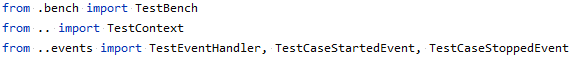 from .bench import TestBench
from .. import TestContext
from ..events import TestEventHandler, TestCaseStartedEvent, TestCaseStoppedEvent